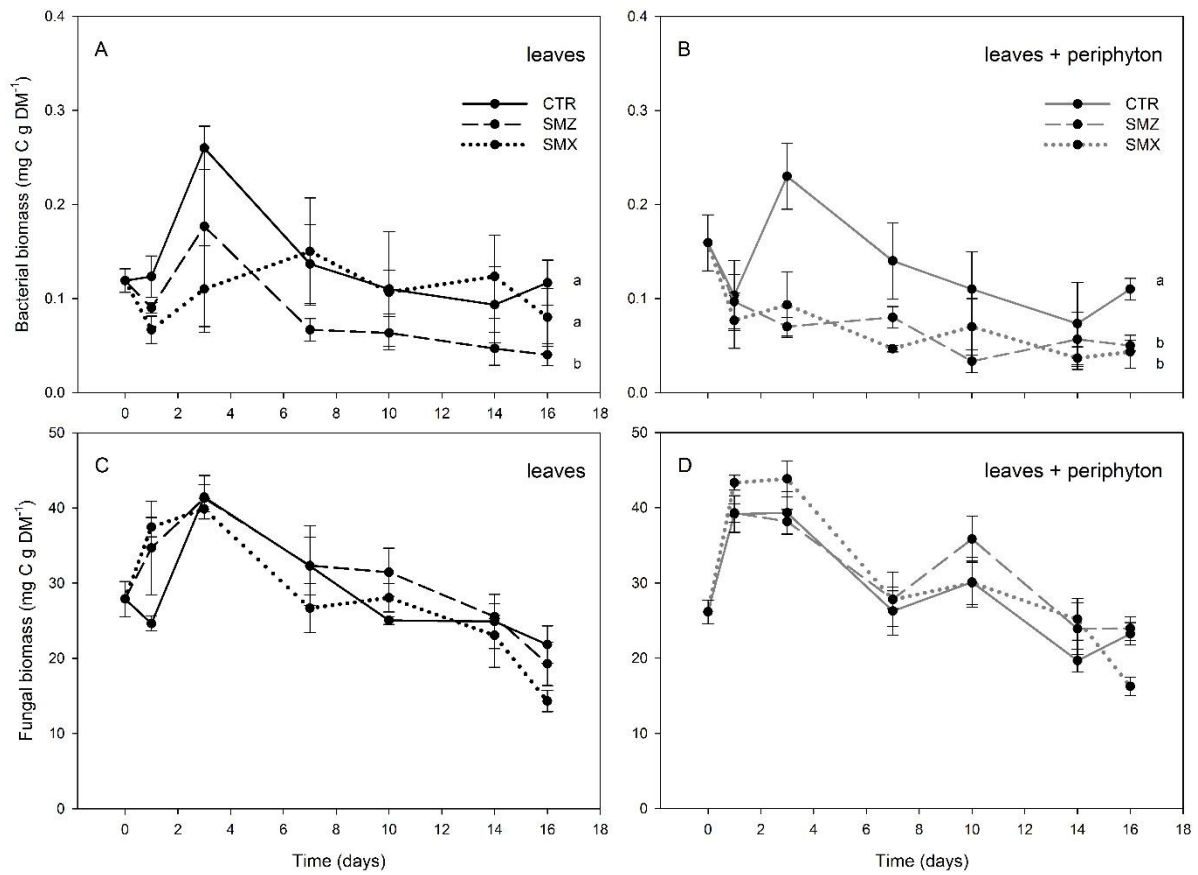 A
leaves
CTR
SMZ
SMX
Bacterial biomass (mg C g DM⁻¹)
0.4
0.3
0.2
0.1
0.0
a
a
b
0 2 4 6 8 10 12 14 16 18
B
leaves + periphyton
CTR
SMZ
SMX
0.4
0.3
0.2
0.1
0.0
a
b
b
0 2 4 6 8 10 12 14 16 18
C
leaves
Fungal biomass (mg C g DM⁻¹)
50
40
30
20
10
0
0 2 4 6 8 10 12 14 16 18
Time (days)
D
leaves + periphyton
50
40
30
20
10
0
0 2 4 6 8 10 12 14 16 18
Time (days)